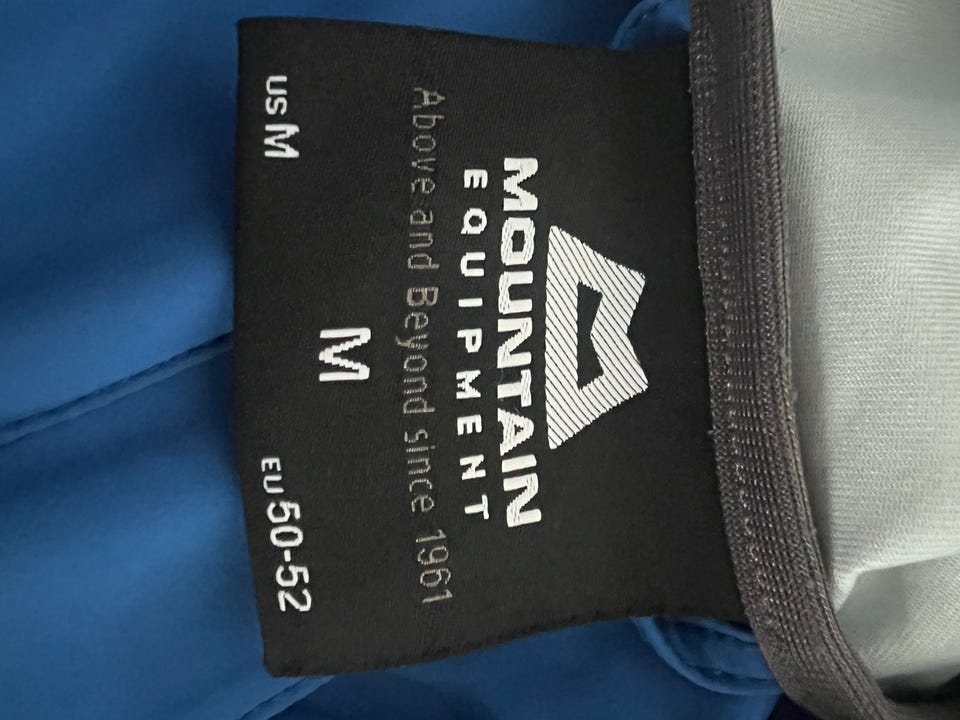 MOUNTAIN
EQUIPMENT
Above and Beyond since 1961
M
US M EU 50-52